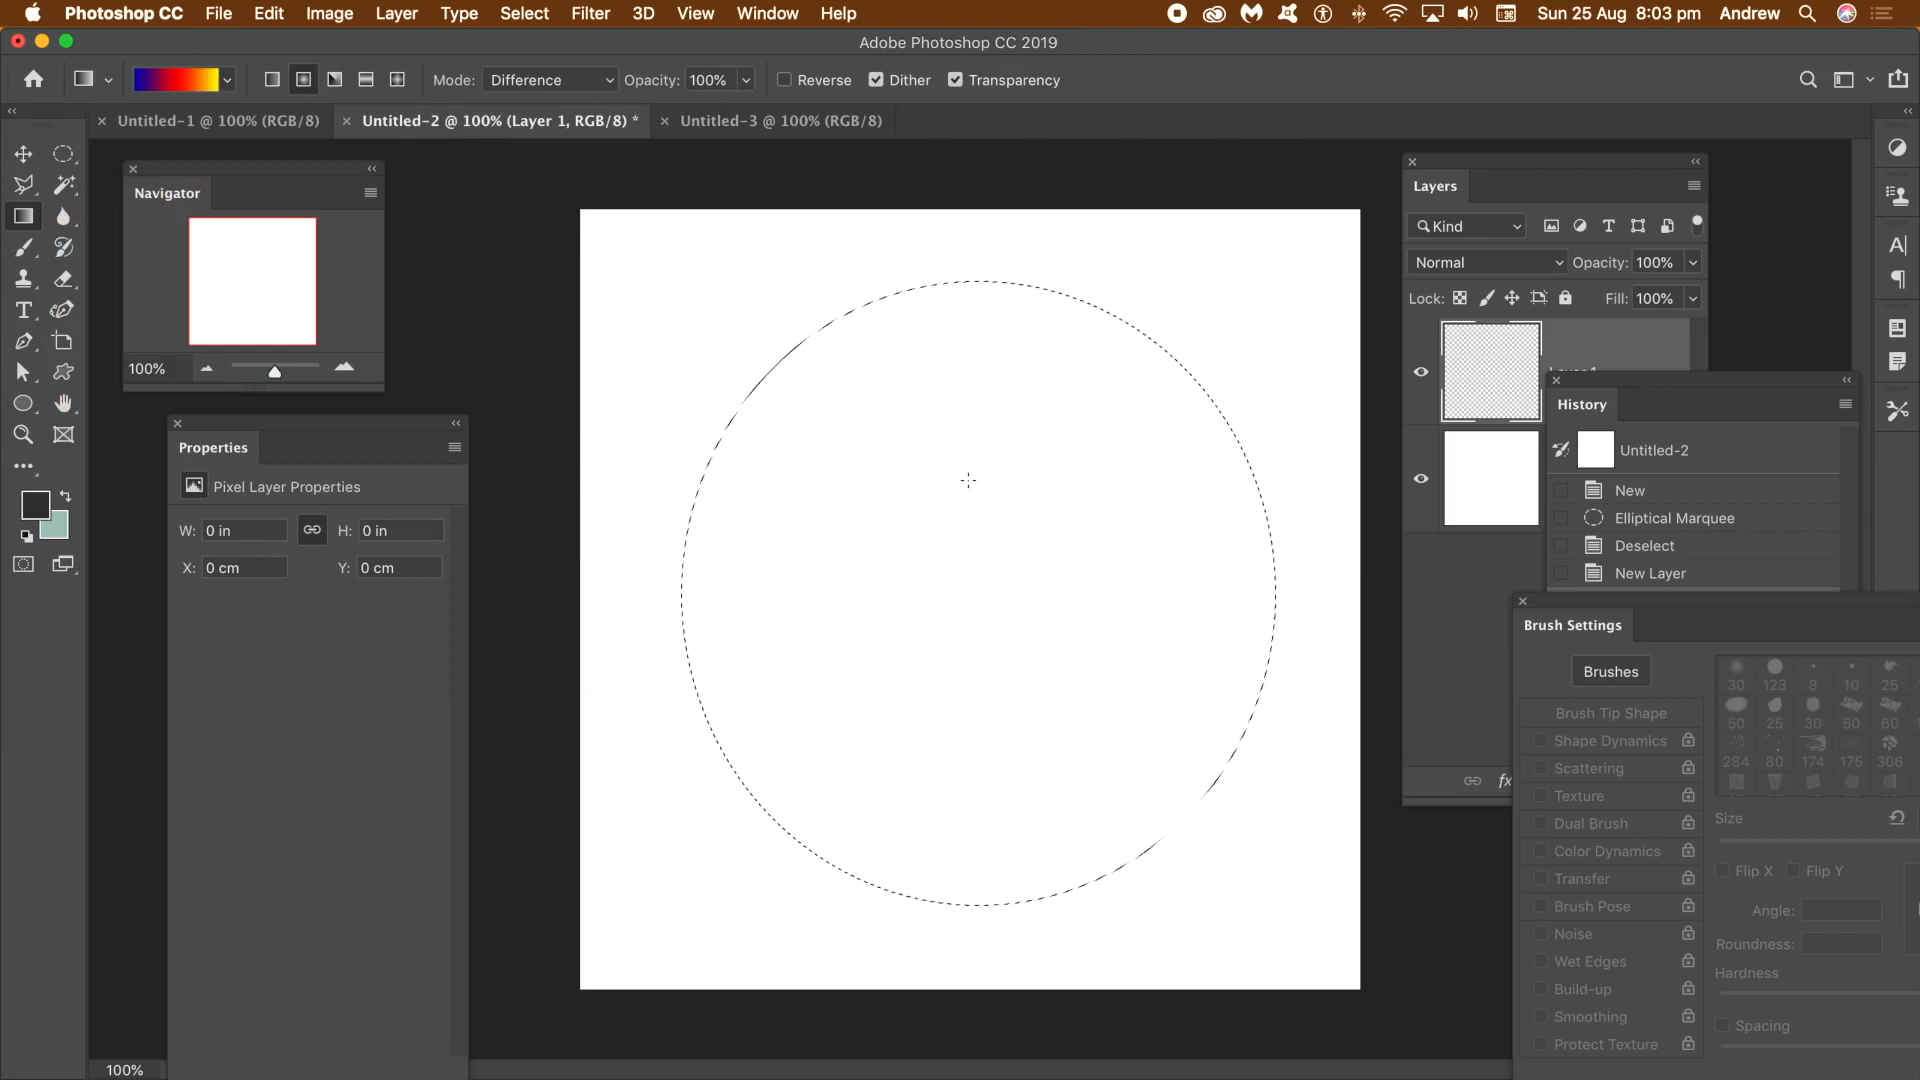 Photoshop CC File Edit Image Layer Type Select Filter 3D View Window Help Sun 25 Aug 8:03 pm Andrew
Adobe Photoshop CC 2019
Mode: Difference Opacity: 100% Reverse Dither Transparency
Untitled-1 @ 100% (RGB/8) Untitled-2 @ 100% (Layer 1, RGB/8) * Untitled-3 @ 100% (RGB/8)
Navigator
100%
Properties
Pixel Layer Properties
W: 0 in H: 0 in
X: 0 cm Y: 0 cm
Layers
Kind
Normal Opacity: 100%
Lock: Fill: 100%
History
Untitled-2
New
Elliptical Marquee
Deselect
New Layer
Brush Settings
Brushes
Brush Tip Shape
Shape Dynamics
Scattering
Texture
Dual Brush
Color Dynamics
Transfer
Brush Pose
Noise
Wet Edges
Build-up
Smoothing
Protect Texture
30 123 8 10 25
50 25 30 50 60
284 80 174 175 306
Size
Flip X Flip Y
Angle:
Roundness:
Hardness
Spacing
100%